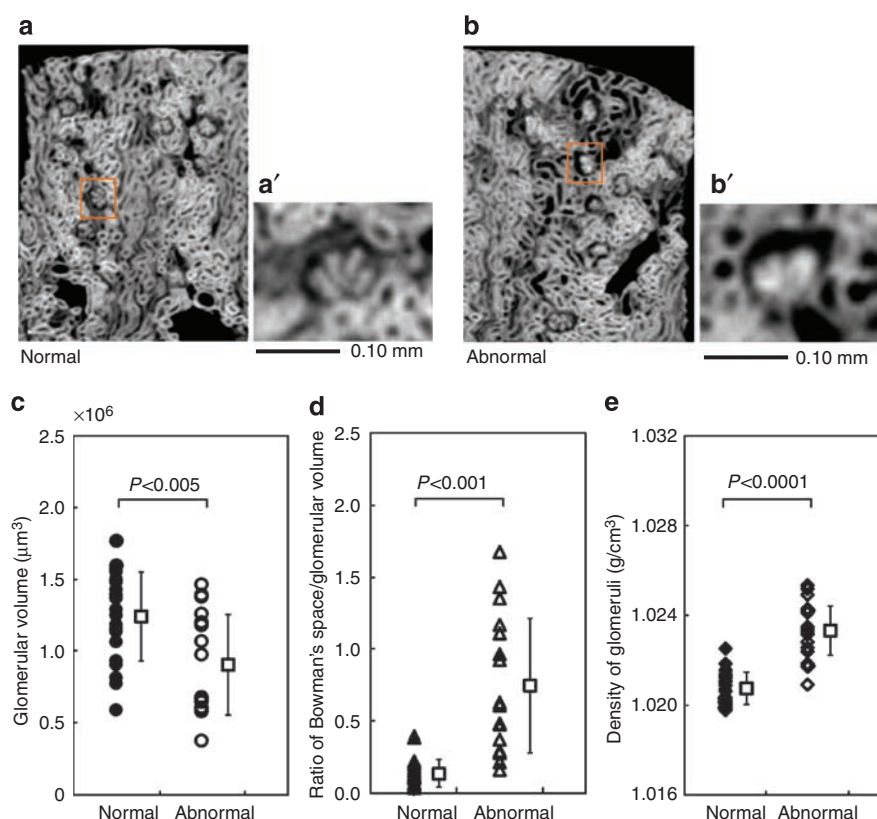 a
b
a′
b′
Normal
0.10 mm
Abnormal
0.10 mm
c
×10⁶
2.5
2.0
1.5
1.0
0.5
0
Glomerular volume (μm³)
P<0.005
Normal Abnormal
d
2.5
2.0
1.5
1.0
0.5
0.0
Ratio of Bowman's space/glomerular volume
P<0.001
Normal Abnormal
e
1.032
1.028
1.024
1.020
1.016
Density of glomeruli (g/cm³)
P<0.0001
Normal Abnormal